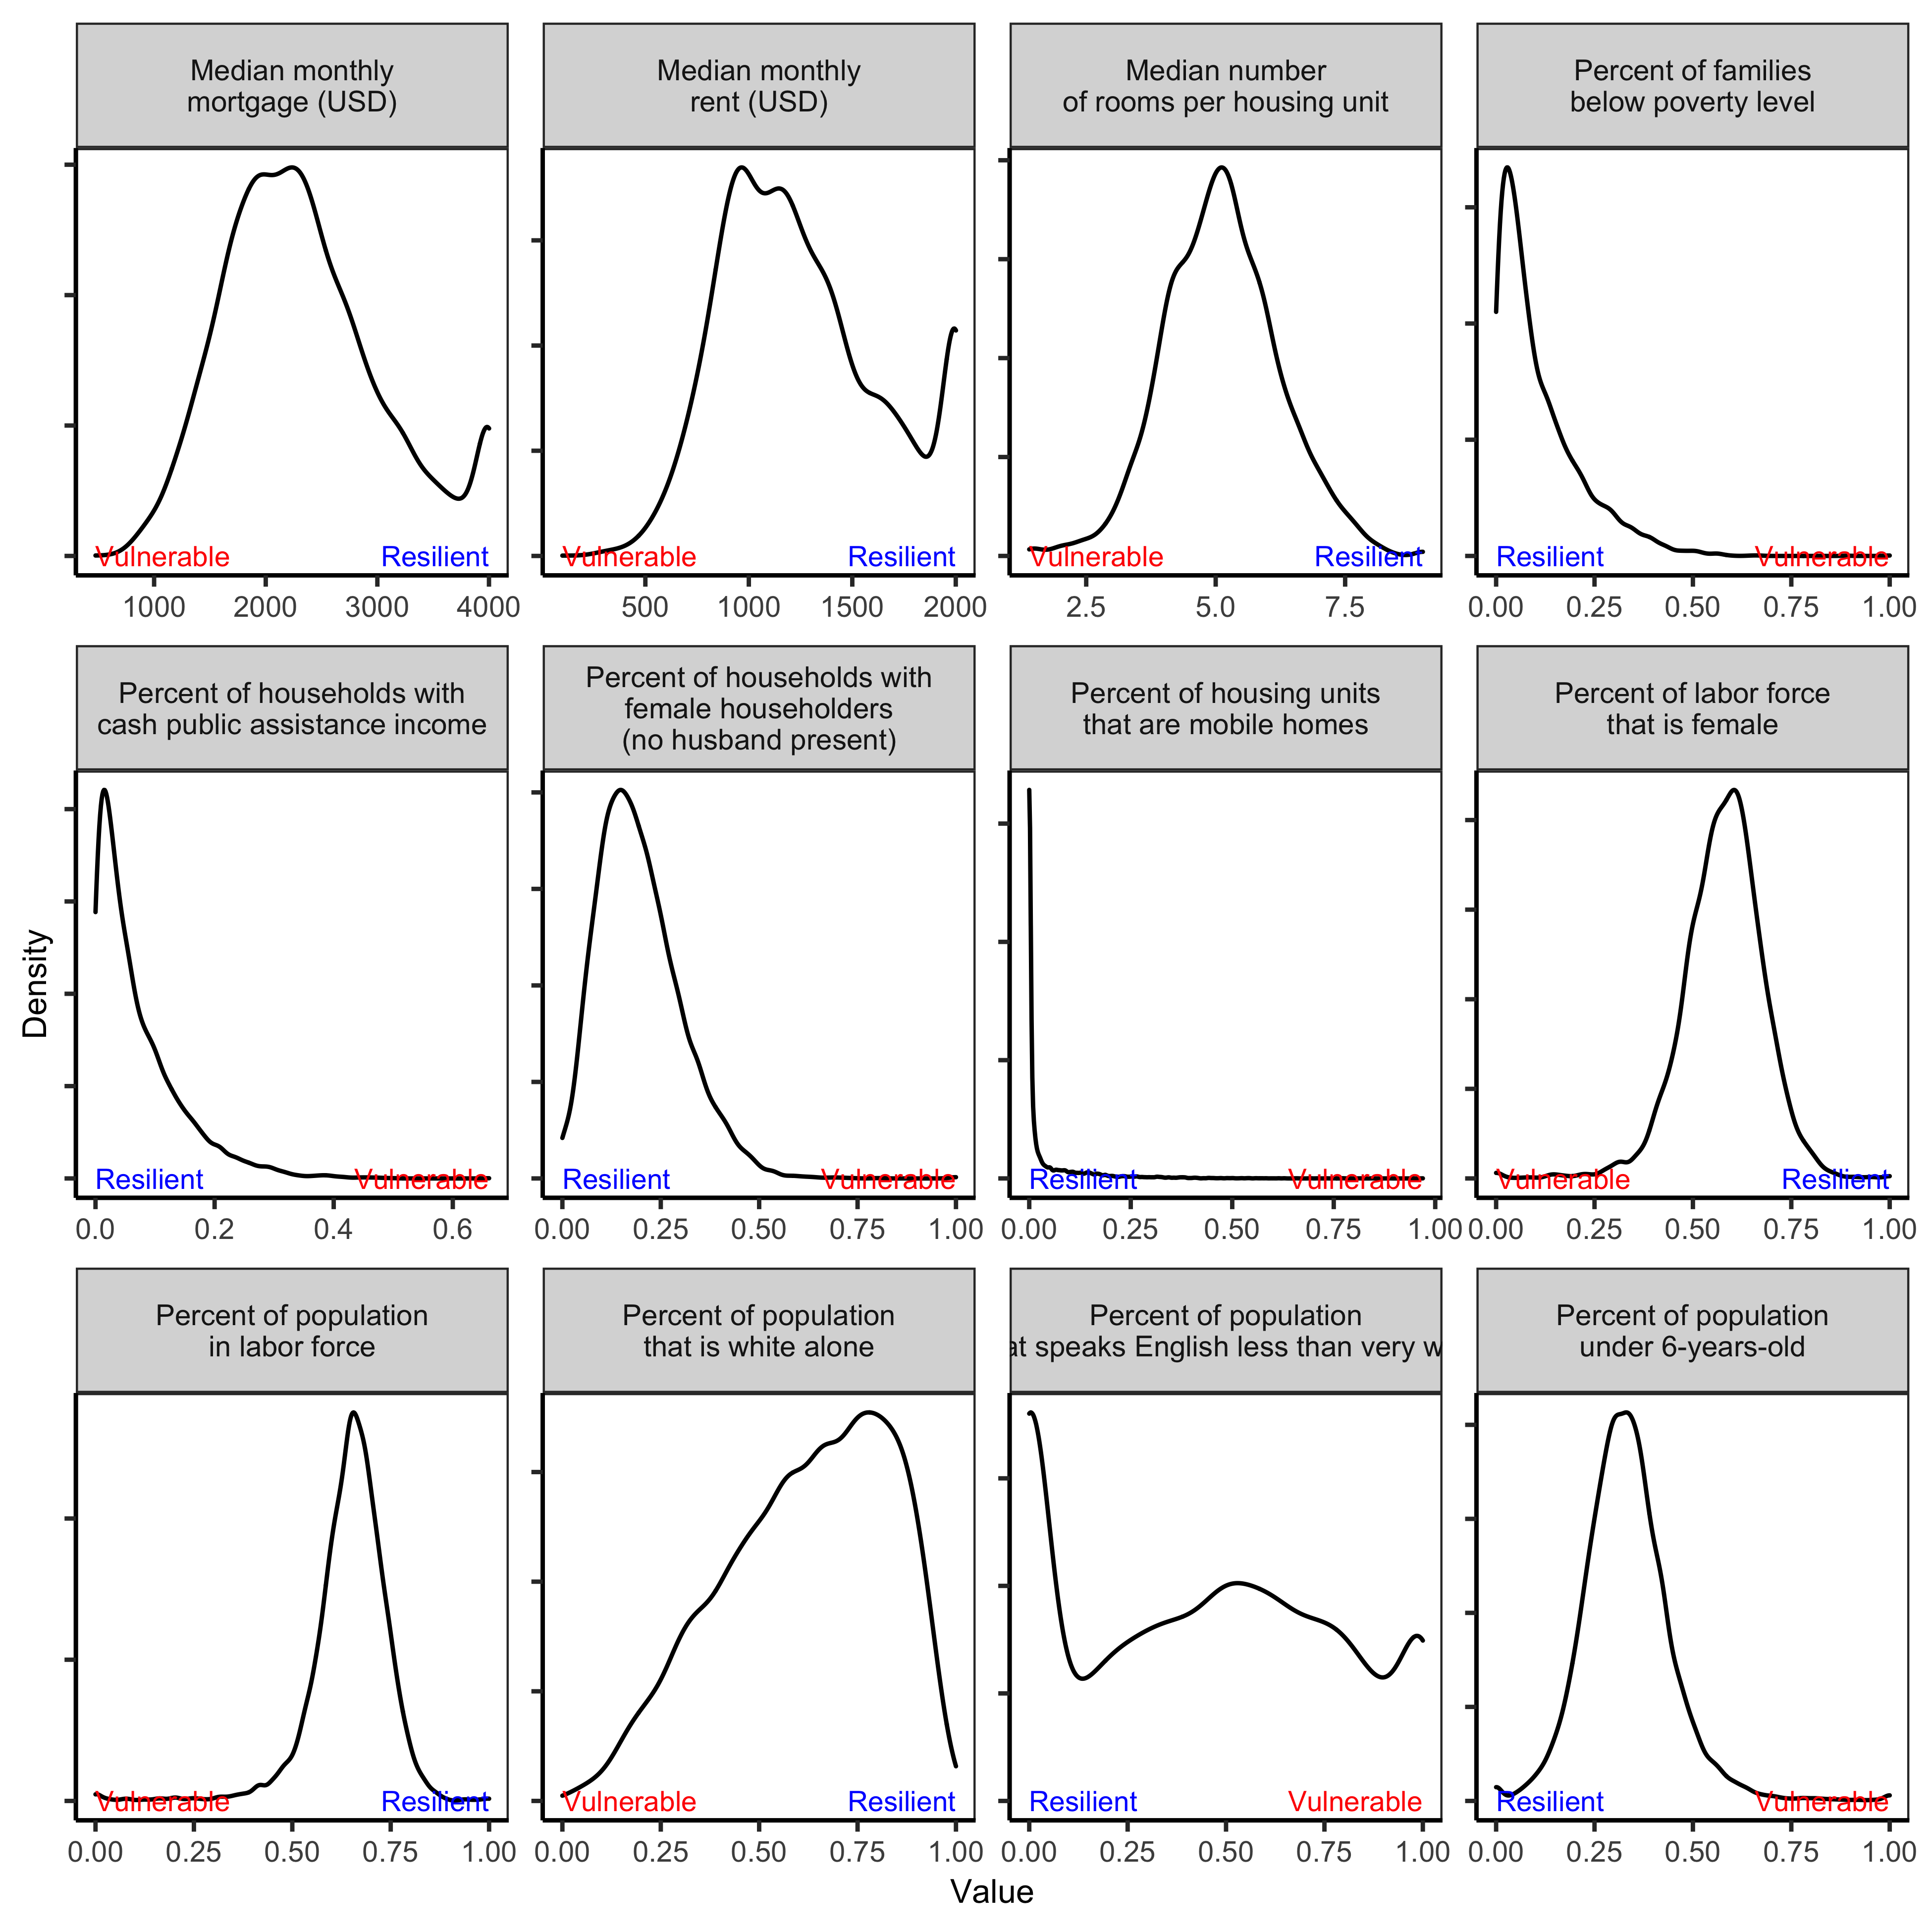 Median monthly
mortgage (USD)
Median monthly
rent (USD)
Median number
of rooms per housing unit
Percent of families
below poverty level
Vulnerable Resilient
Vulnerable Resilient
Vulnerable Resilient
Resilient Vulnerable
1000 2000 3000 4000
500 1000 1500 2000
2.5 5.0 7.5
0.00 0.25 0.50 0.75 1.00
Percent of households with
cash public assistance income
Percent of households with
female householders
(no husband present)
Percent of housing units
that are mobile homes
Percent of labor force
that is female
Density
Resilient Vulnerable
Resilient Vulnerable
Resilient Vulnerable
Vulnerable Resilient
0.0 0.2 0.4 0.6
0.00 0.25 0.50 0.75 1.00
0.00 0.25 0.50 0.75 1.00
0.00 0.25 0.50 0.75 1.00
Percent of population
in labor force
Percent of population
that is white alone
Percent of population
at speaks English less than very w
Percent of population
under 6-years-old
Vulnerable Resilient
Vulnerable Resilient
Resilient Vulnerable
Resilient Vulnerable
0.00 0.25 0.50 0.75 1.00
0.00 0.25 0.50 0.75 1.00
0.00 0.25 0.50 0.75 1.00
0.00 0.25 0.50 0.75 1.00
Value